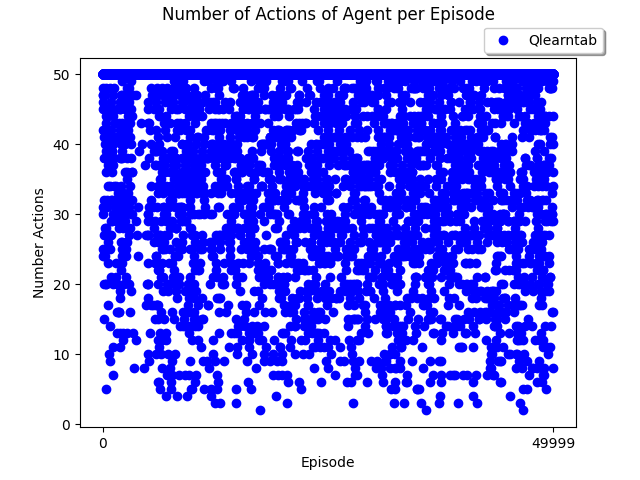 Number of Actions of Agent per Episode
Qlearntab
50
40
30
20
10
0
Number Actions
0 49999
Episode